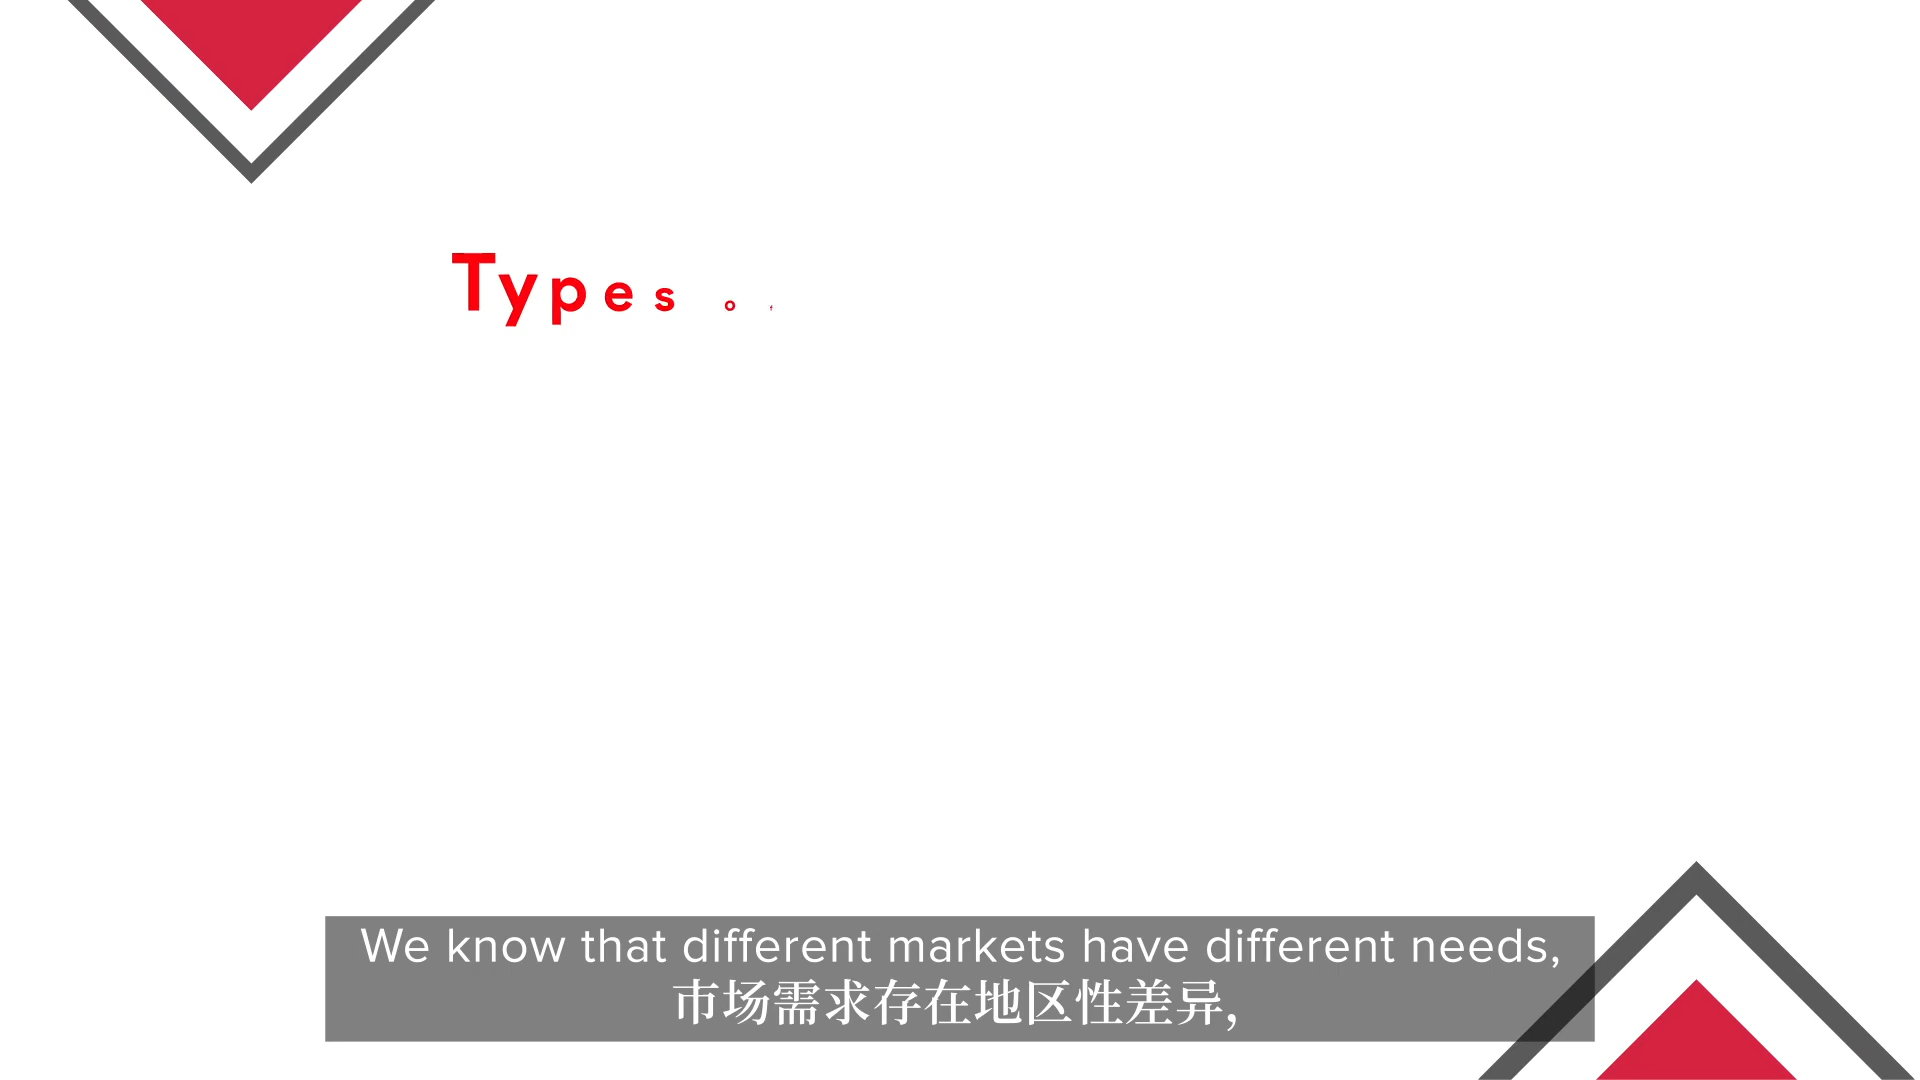 Types of
We know that different markets have different needs,
市场需求存在地区性差异,